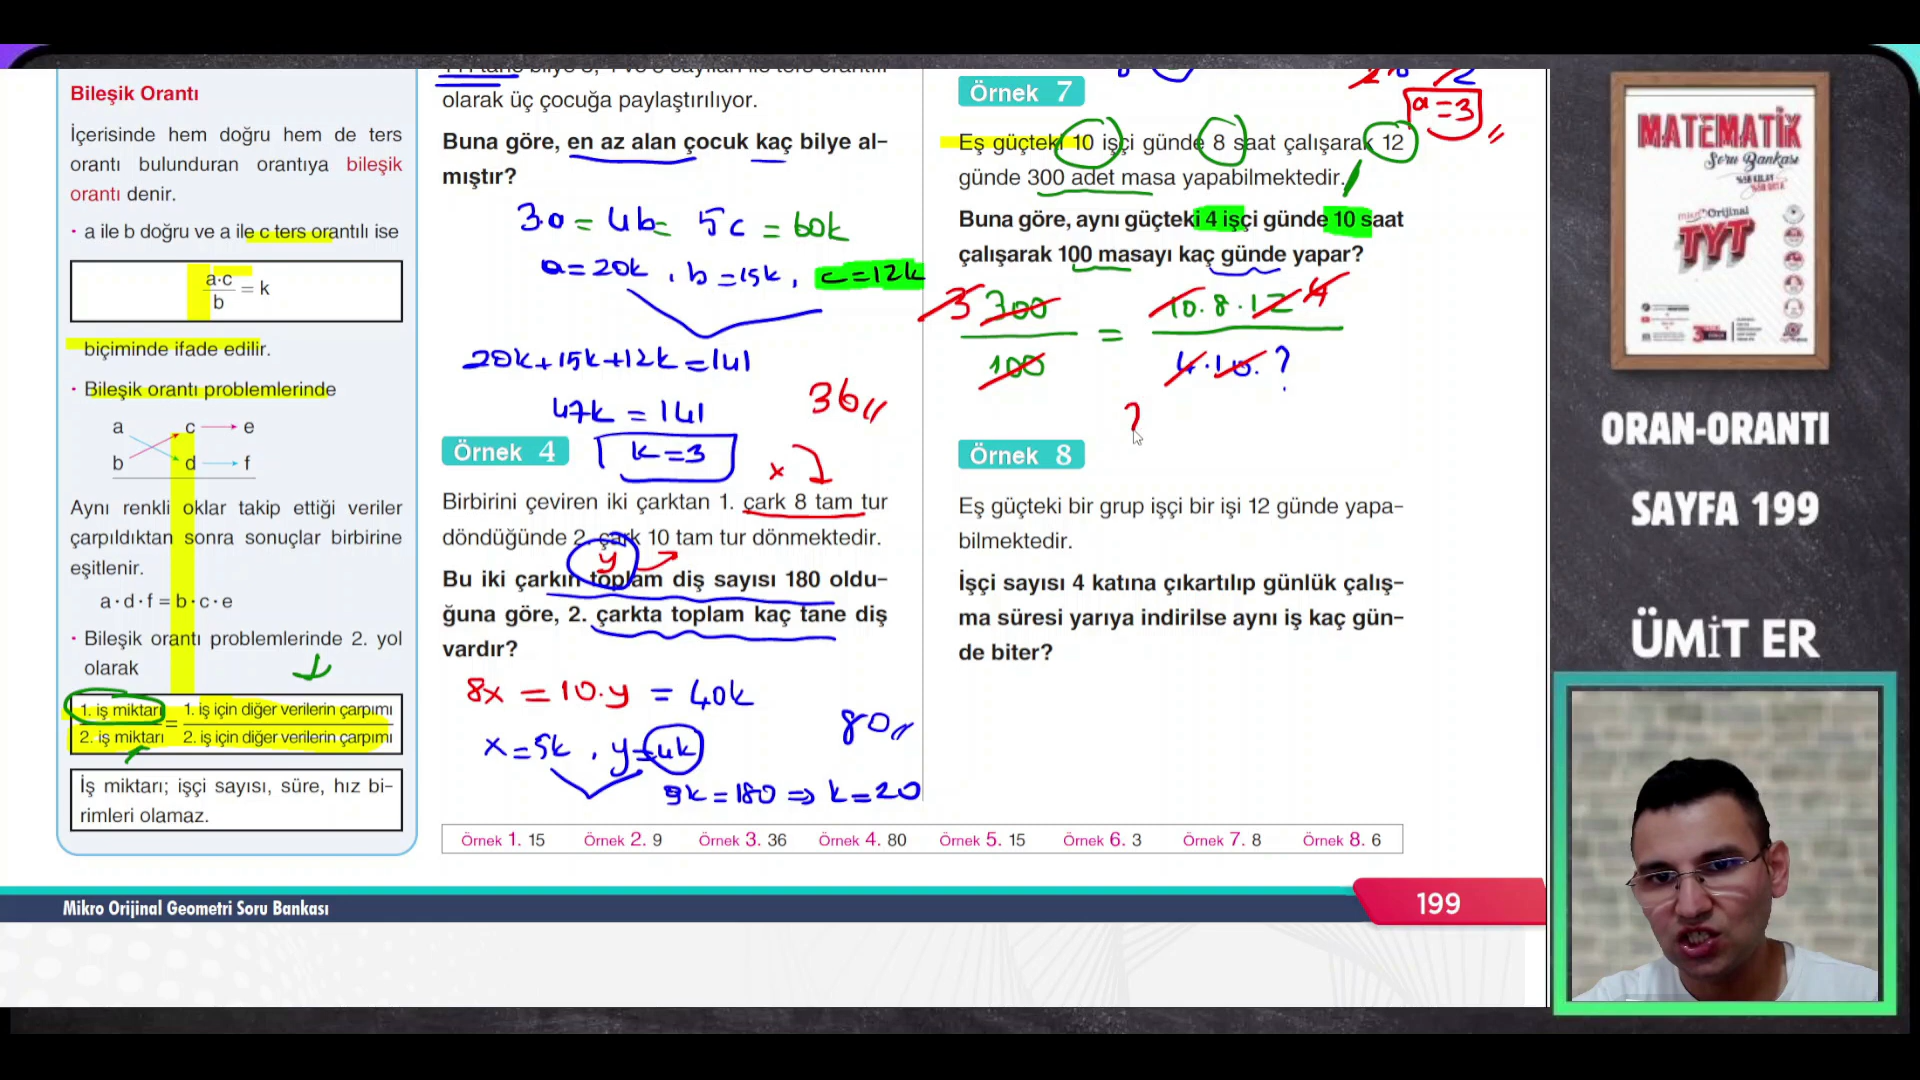 Bileşik Orantı
İçerisinde hem doğru hem de ters
orantı bulunduran orantıya bileşik
orantı denir.
• a ile b doğru ve a ile c ters orantılı ise
a·c
b
= k
biçiminde ifade edilir.
• Bileşik orantı problemlerinde
a c e
b d f
Aynı renkli oklar takip ettiği veriler
çarpıldıktan sonra sonuçlar birbirine
eşitlenir.
a·d·f = b·c·e
• Bileşik orantı problemlerinde 2. yol
olarak
1. iş miktarı = 1. iş için diğer verilerin çarpımı
2. iş miktarı 2. iş için diğer verilerin çarpımı
İş miktarı; işçi sayısı, süre, hız bi-
rimleri olamaz.
olarak üç çocuğa paylaştırılıyor.
Buna göre, en az alan çocuk kaç bilye al-
mıştır?
3a = 4b = 5c = 60k
a=20k , b=15k, c=12k
20k+15k+12k=141
47k = 141
36
k=3
Örnek 4
x
Birbirini çeviren iki çarktan 1. çark 8 tam tur
döndüğünde 2. çark 10 tam tur dönmektedir.
y
Bu iki çarkın toplam diş sayısı 180 oldu-
ğuna göre, 2. çarkta toplam kaç tane diş
vardır?
8x = 10.y = 40k
80
x=5k , y=4k
9k=180 ⇒ k=20
Örnek 7
a=3
Eş güçteki 10 işçi günde 8 saat çalışarak 12
günde 300 adet masa yapabilmektedir.
Buna göre, aynı güçteki 4 işçi günde 10 saat
çalışarak 100 masayı kaç günde yapar?
3 300 = 10.8.12 4
100 4.10.?
?
Örnek 8
Eş güçteki bir grup işçi bir işi 12 günde yapa-
bilmektedir.
İşçi sayısı 4 katına çıkartılıp günlük çalış-
ma süresi yarıya indirilse aynı iş kaç gün-
de biter?
Örnek 1. 15 Örnek 2. 9 Örnek 3. 36 Örnek 4. 80 Örnek 5. 15 Örnek 6. 3 Örnek 7. 8 Örnek 8. 6
Mikro Orijinal Geometri Soru Bankası
199
MATEMATİK
Soru Bankası
Orijinal
TYT
ORAN-ORANTI
SAYFA 199
ÜMİT ER